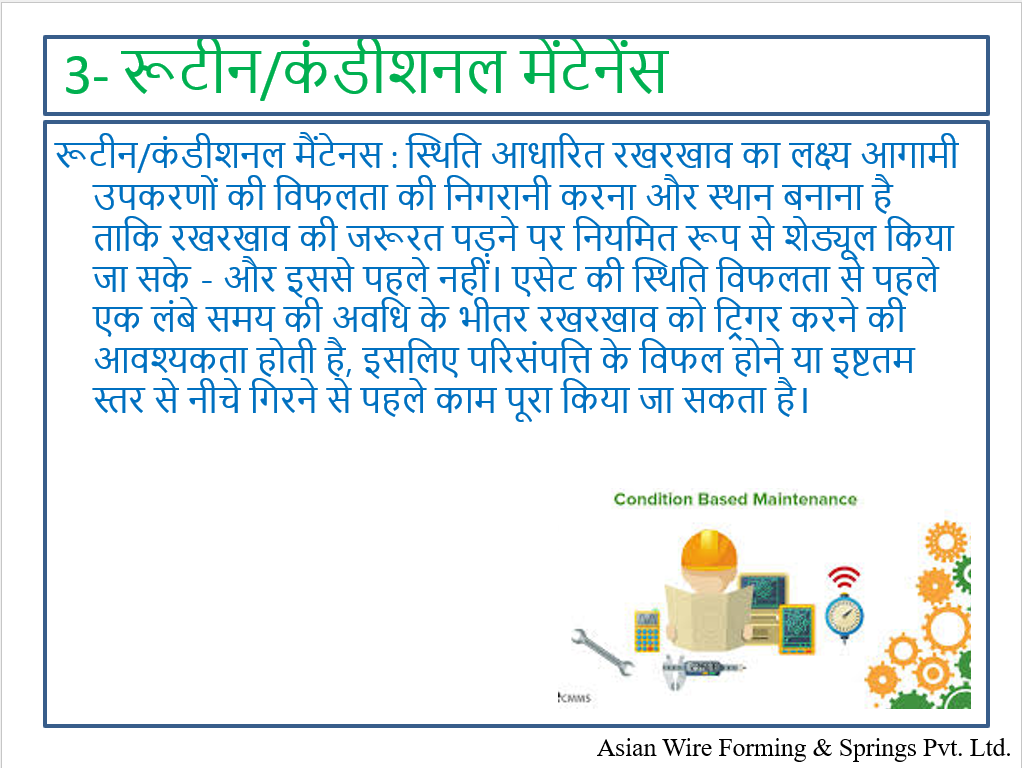 3- रूटीन/कंडीशनल मेंटेनेंस
रूटीन/कंडीशनल मैंटेनस : स्थिति आधारित रखरखाव का लक्ष्य आगामी
उपकरणों की विफलता की निगरानी करना और स्थान बनाना है
ताकि रखरखाव की जरूरत पड़ने पर नियमित रूप से शेड्यूल किया
जा सके - और इससे पहले नहीं। एसेट की स्थिति विफलता से पहले
एक लंबे समय की अवधि के भीतर रखरखाव को ट्रिगर करने की
आवश्यकता होती है, इसलिए परिसंपत्ति के विफल होने या इष्टतम
स्तर से नीचे गिरने से पहले काम पूरा किया जा सकता है।
Condition Based Maintenance
CMMS
Asian Wire Forming & Springs Pvt. Ltd.